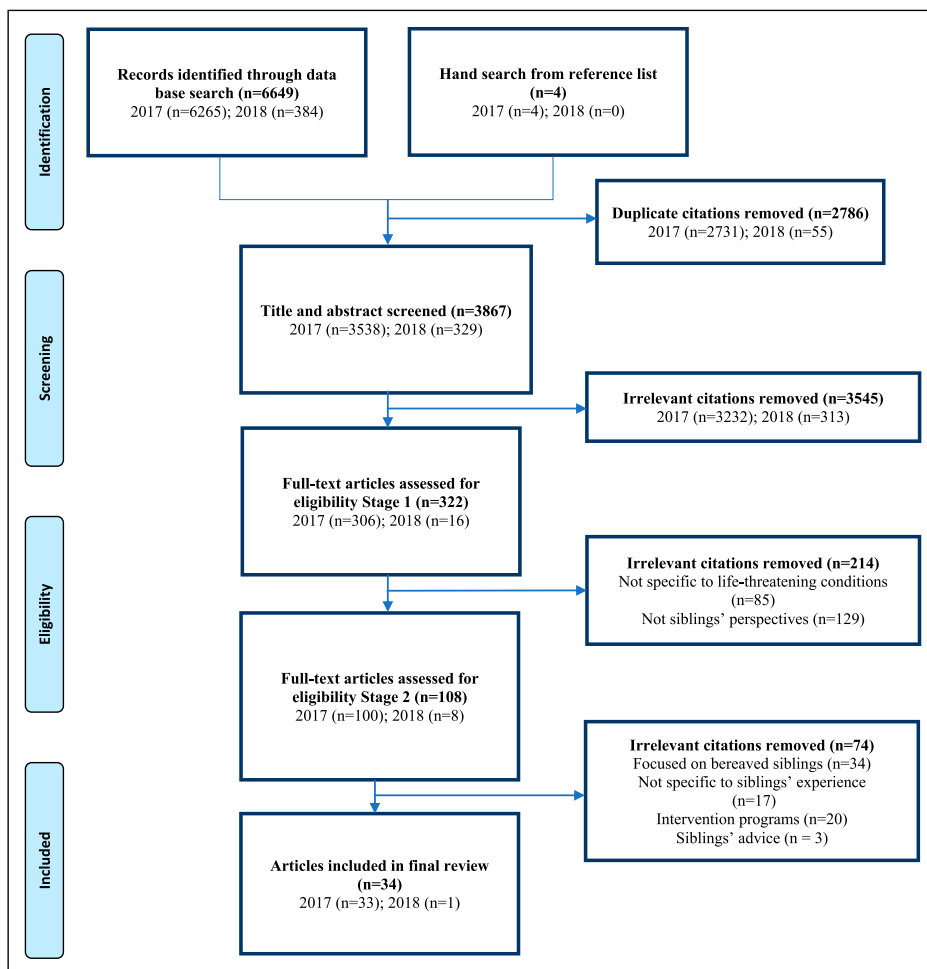 Identification
Records identified through data
base search (n=6649)
2017 (n=6265); 2018 (n=384)
Hand search from reference list
(n=4)
2017 (n=4); 2018 (n=0)
Duplicate citations removed (n=2786)
2017 (n=2731); 2018 (n=55)
Screening
Title and abstract screened (n=3867)
2017 (n=3538); 2018 (n=329)
Irrelevant citations removed (n=3545)
2017 (n=3232); 2018 (n=313)
Full-text articles assessed for
eligibility Stage 1 (n=322)
2017 (n=306); 2018 (n=16)
Eligibility
Irrelevant citations removed (n=214)
Not specific to life-threatening conditions
(n=85)
Not siblings’ perspectives (n=129)
Full-text articles assessed for
eligibility Stage 2 (n=108)
2017 (n=100); 2018 (n=8)
Irrelevant citations removed (n=74)
Focused on bereaved siblings (n=34)
Not specific to siblings’ experience
(n=17)
Intervention programs (n=20)
Siblings’ advice (n = 3)
Included
Articles included in final review
(n=34)
2017 (n=33); 2018 (n=1)